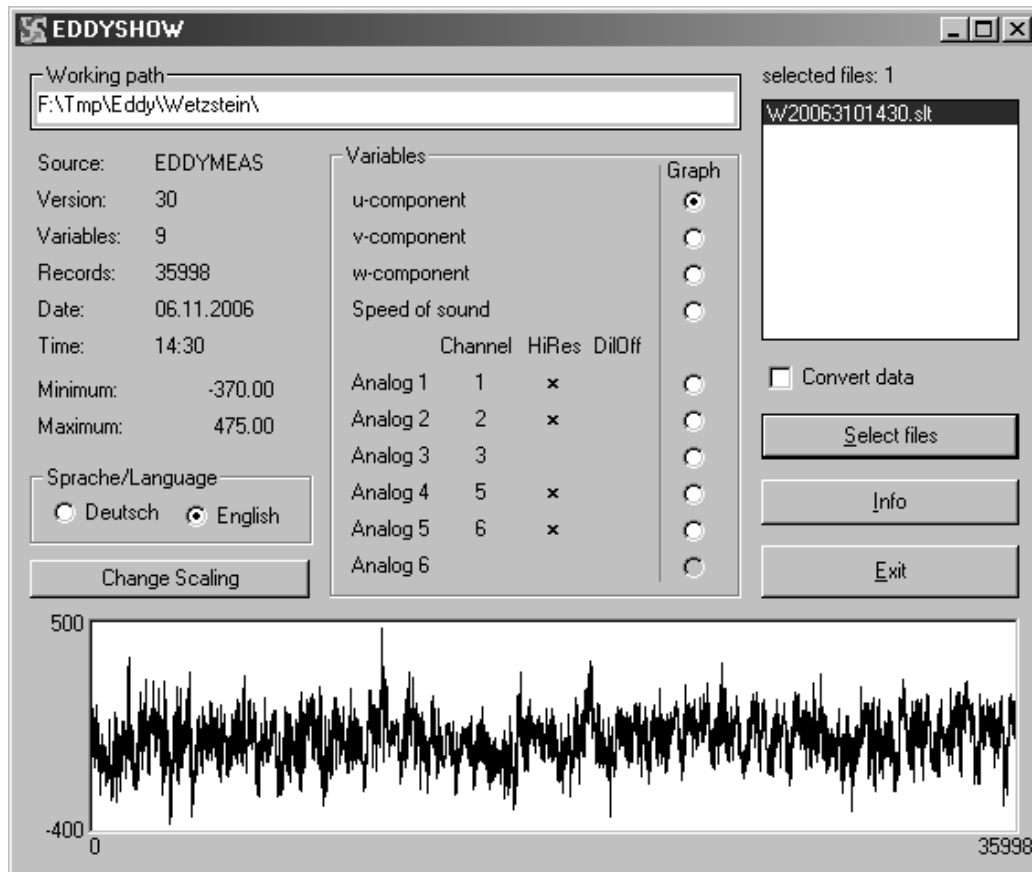 EDDYSHOW
Working path
F:\Tmp\Eddy\Wetzstein\
selected files: 1
W20063101430.slt
Source: EDDYMEAS
Version: 30
Variables: 9
Records: 35998
Date: 06.11.2006
Time: 14:30
Minimum: -370.00
Maximum: 475.00
Sprache/Language
Deutsch English
Change Scaling
Variables
Graph
u-component
v-component
w-component
Speed of sound
Channel HiRes DilOff
Analog 1 1 x
Analog 2 2 x
Analog 3 3
Analog 4 5 x
Analog 5 6 x
Analog 6
Convert data
Select files
Info
Exit
500
-400
0 35998